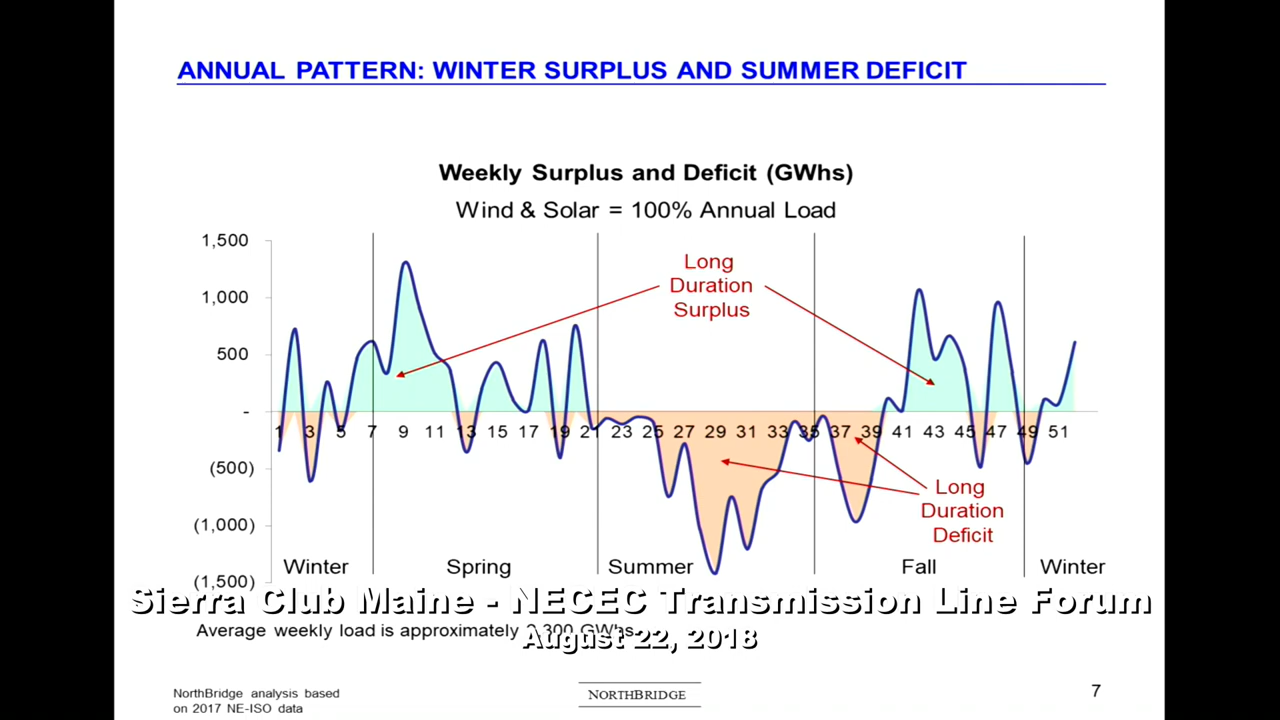 ANNUAL PATTERN: WINTER SURPLUS AND SUMMER DEFICIT
Weekly Surplus and Deficit (GWhs)
Wind & Solar = 100% Annual Load
1,500
1,000
500
-
(500)
(1,000)
(1,500)
Long
Duration
Surplus
1 3 5 7 9 11 13 15 17 19 21 23 25 27 29 31 33 35 37 39 41 43 45 47 49 51
Long
Duration
Deficit
Winter Spring Summer Fall Winter
Sierra Club Maine - NECEC Transmission Line Forum
Average weekly load is approximately
August 22, 2018
NorthBridge analysis based
on 2017 NE-ISO data
NORTHBRIDGE
7